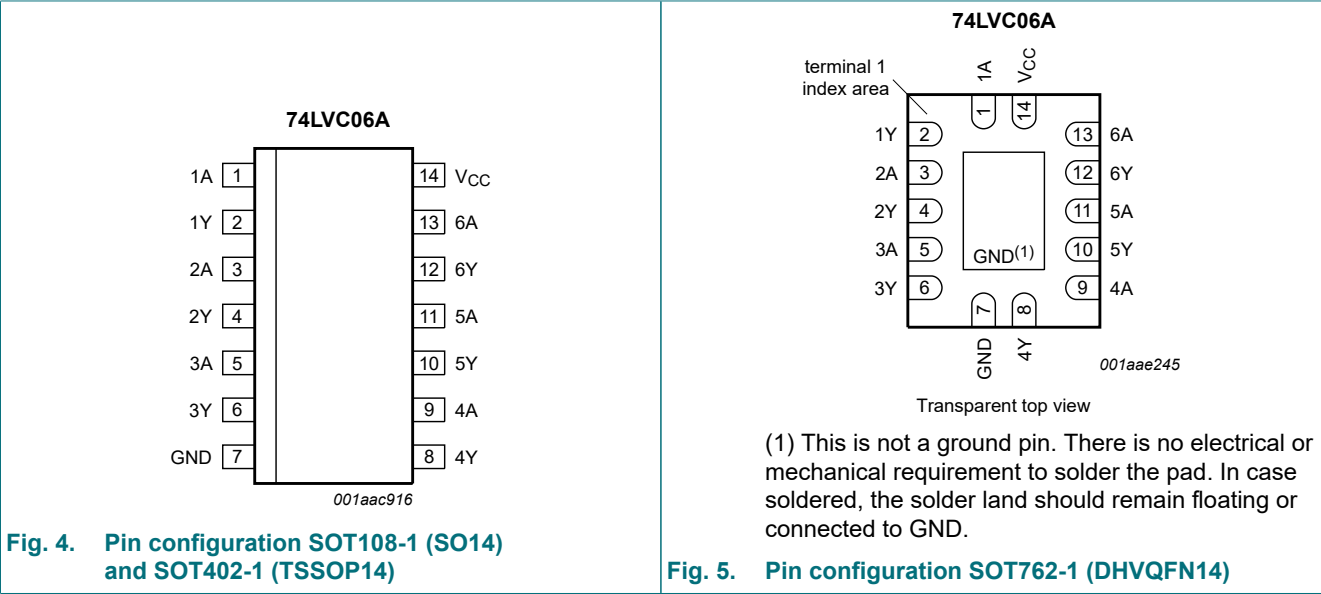 74LVC06A
1A 1 14 VCC
1Y 2 13 6A
2A 3 12 6Y
2Y 4 11 5A
3A 5 10 5Y
3Y 6 9 4A
GND 7 8 4Y
001aac916
Fig. 4. Pin configuration SOT108-1 (SO14)
and SOT402-1 (TSSOP14)
74LVC06A
terminal 1
index area
1A VCC
1 14
1Y 2 13 6A
2A 3 12 6Y
2Y 4 11 5A
3A 5 GND(1) 10 5Y
3Y 6 9 4A
7 8
GND 4Y
001aae245
Transparent top view
(1) This is not a ground pin. There is no electrical or
mechanical requirement to solder the pad. In case
soldered, the solder land should remain floating or
connected to GND.
Fig. 5. Pin configuration SOT762-1 (DHVQFN14)